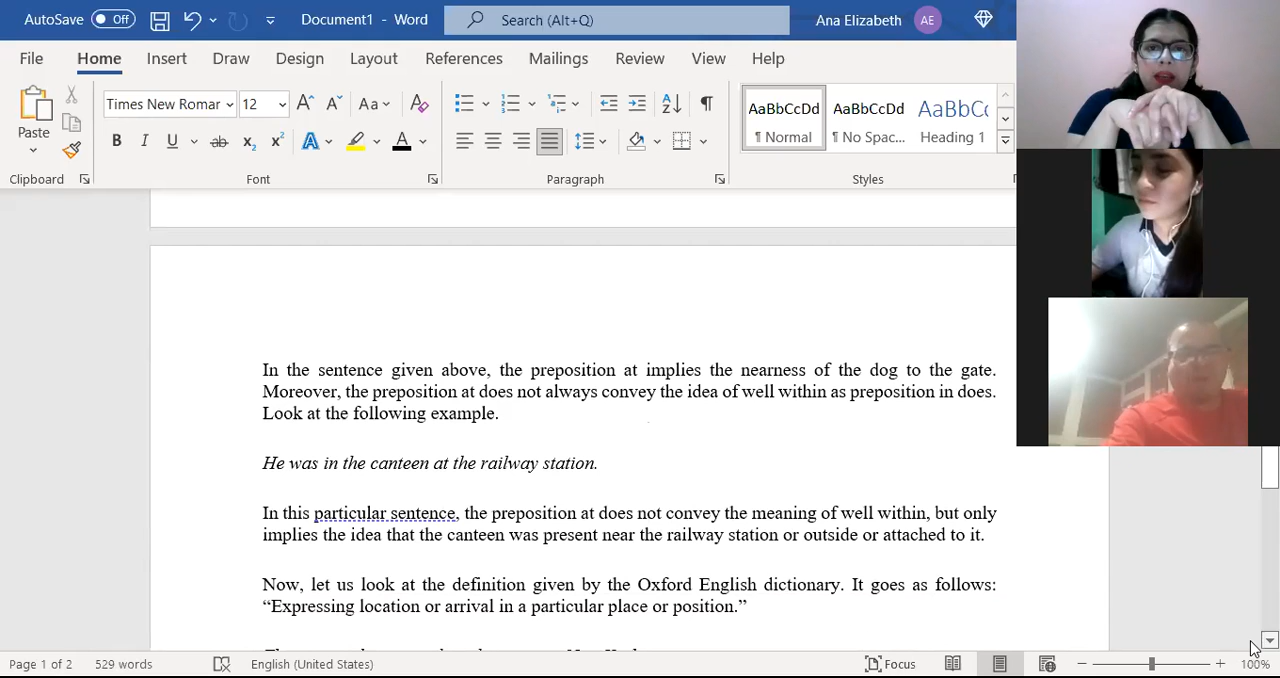 AutoSave Off Document1 - Word Search (Alt+Q) Ana Elizabeth AE
File Home Insert Draw Design Layout References Mailings Review View Help
Times New Romar 12 Aa
Paste
B I U ab x2 x2 A A
AaBbCcDd AaBbCcDd AaBbCc
¶ Normal ¶ No Spac... Heading 1
Clipboard Font Paragraph Styles
In the sentence given above, the preposition at implies the nearness of the dog to the gate.
Moreover, the preposition at does not always convey the idea of well within as preposition in does.
Look at the following example.
He was in the canteen at the railway station.
In this particular sentence, the preposition at does not convey the meaning of well within, but only
implies the idea that the canteen was present near the railway station or outside or attached to it.
Now, let us look at the definition given by the Oxford English dictionary. It goes as follows:
“Expressing location or arrival in a particular place or position.”
Page 1 of 2 529 words English (United States) Focus 100%